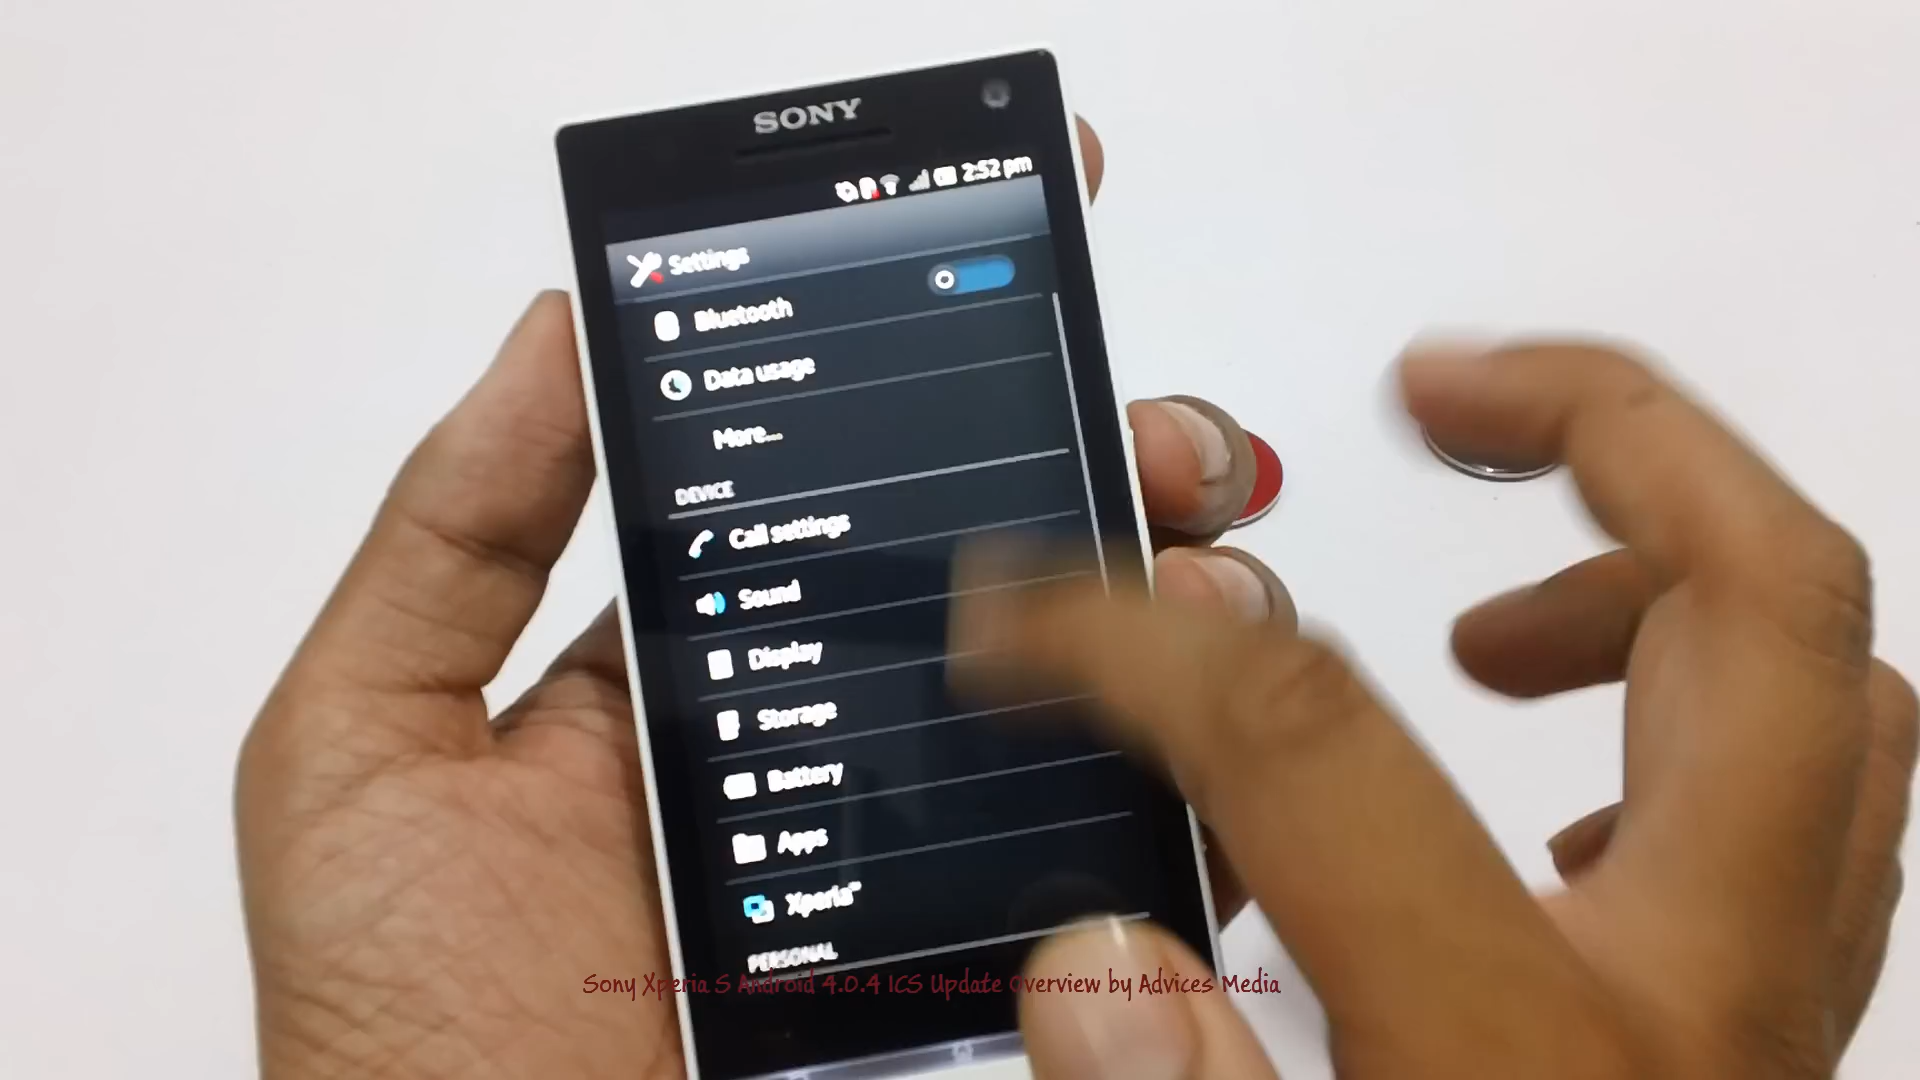 SONY
2:52 pm
Settings
Bluetooth
Data usage
More...
DEVICE
Call settings
Sound
Display
Storage
Battery
Apps
Xperia™
PERSONAL
Sony Xperia S Android 4.0.4 ICS Update Overview by Advices Media